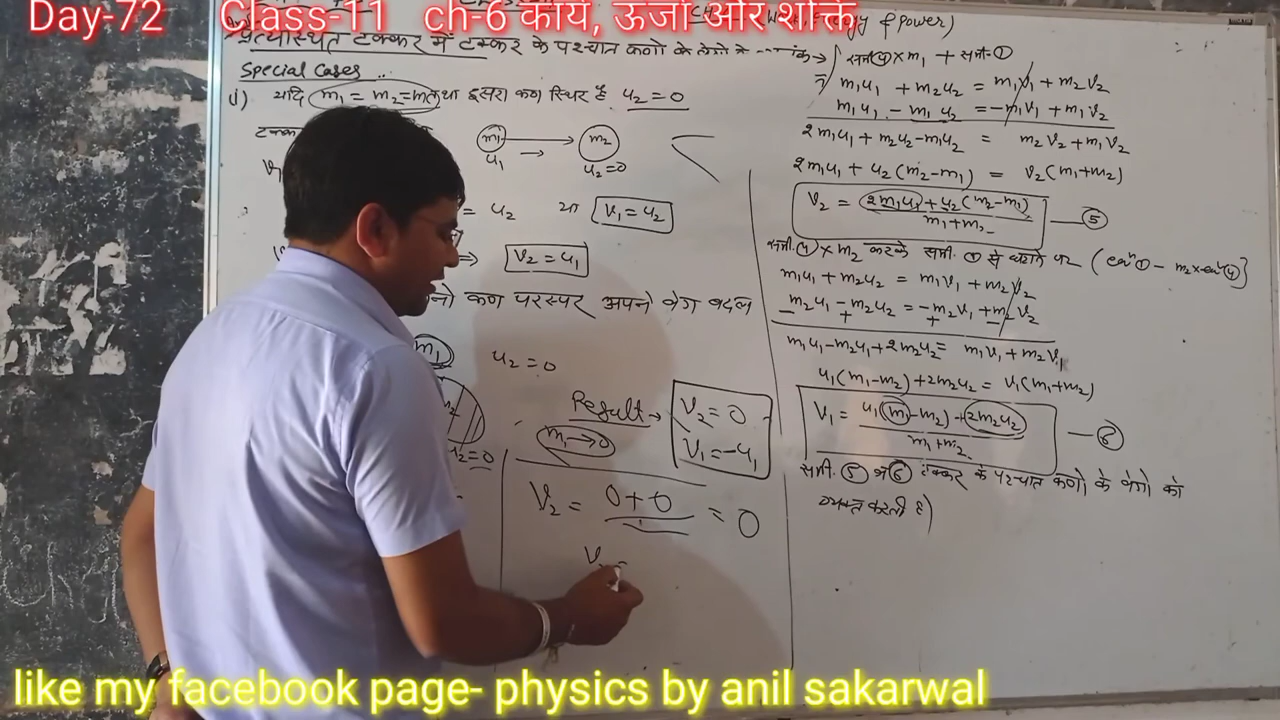 Day-72 Class-11 ch-6 कार्य, ऊर्जा और शक्ति
Energy & Power)
प्रत्यास्थित टक्कर में टक्कर के पश्चात कणों के
Special Cases
(i) यदि m₁ = m₂ = m तथा दूसरा कण स्थिर है u₂ = 0
m₁ → m₂
u₁ → u₂=0
= u₂ या V₁ = u₂
⇒ V₂ = u₁
कण परस्पर अपने वेग बदल
m₁ u₂ = 0
Result → V₂ = 0
V₁ = -u₁
m₁→0
u₂=0
V₂ = 0+0 = 0
V₁ =
समी④×m₁ + समी-①
m₁u₁ + m₂u₂ = m₁V₁ + m₂V₂
m₁u₁ - m₁u₂ = -m₁V₁ + m₁V₂
2m₁u₁ + m₂u₂ - m₁u₂ = m₂V₂ + m₁V₂
2m₁u₁ + u₂(m₂-m₁) = V₂(m₁+m₂)
V₂ = 2m₁u₁ + u₂(m₂-m₁) / m₁+m₂ —⑤
समी.④×m₂ करके समी. ① से घटाने पर (eqⁿ① - m₂×eqⁿ④)
m₁u₁ + m₂u₂ = m₁V₁ + m₂V₂
m₂u₁ - m₂u₂ = -m₂V₁ + m₂V₂
- + + -
m₁u₁ - m₂u₁ + 2m₂u₂ = m₁V₁ + m₂V₁
u₁(m₁-m₂) + 2m₂u₂ = V₁(m₁+m₂)
V₁ = u₁(m₁-m₂) + 2m₂u₂ / m₁+m₂ —⑥
समी. ⑤ व ⑥ टक्कर के पश्चात कणों के वेगों को
व्यक्त करती है)
like my facebook page- physics by anil sakarwal